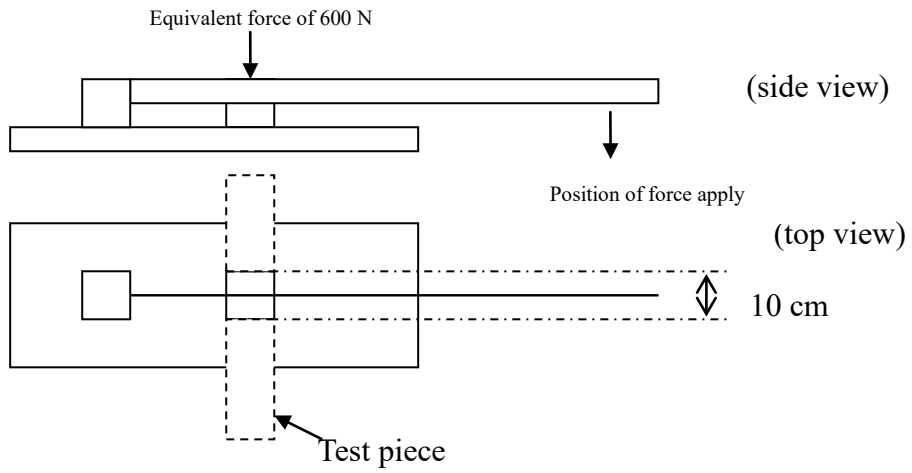 Equivalent force of 600 N
(side view)
Position of force apply
(top view)
10 cm
Test piece